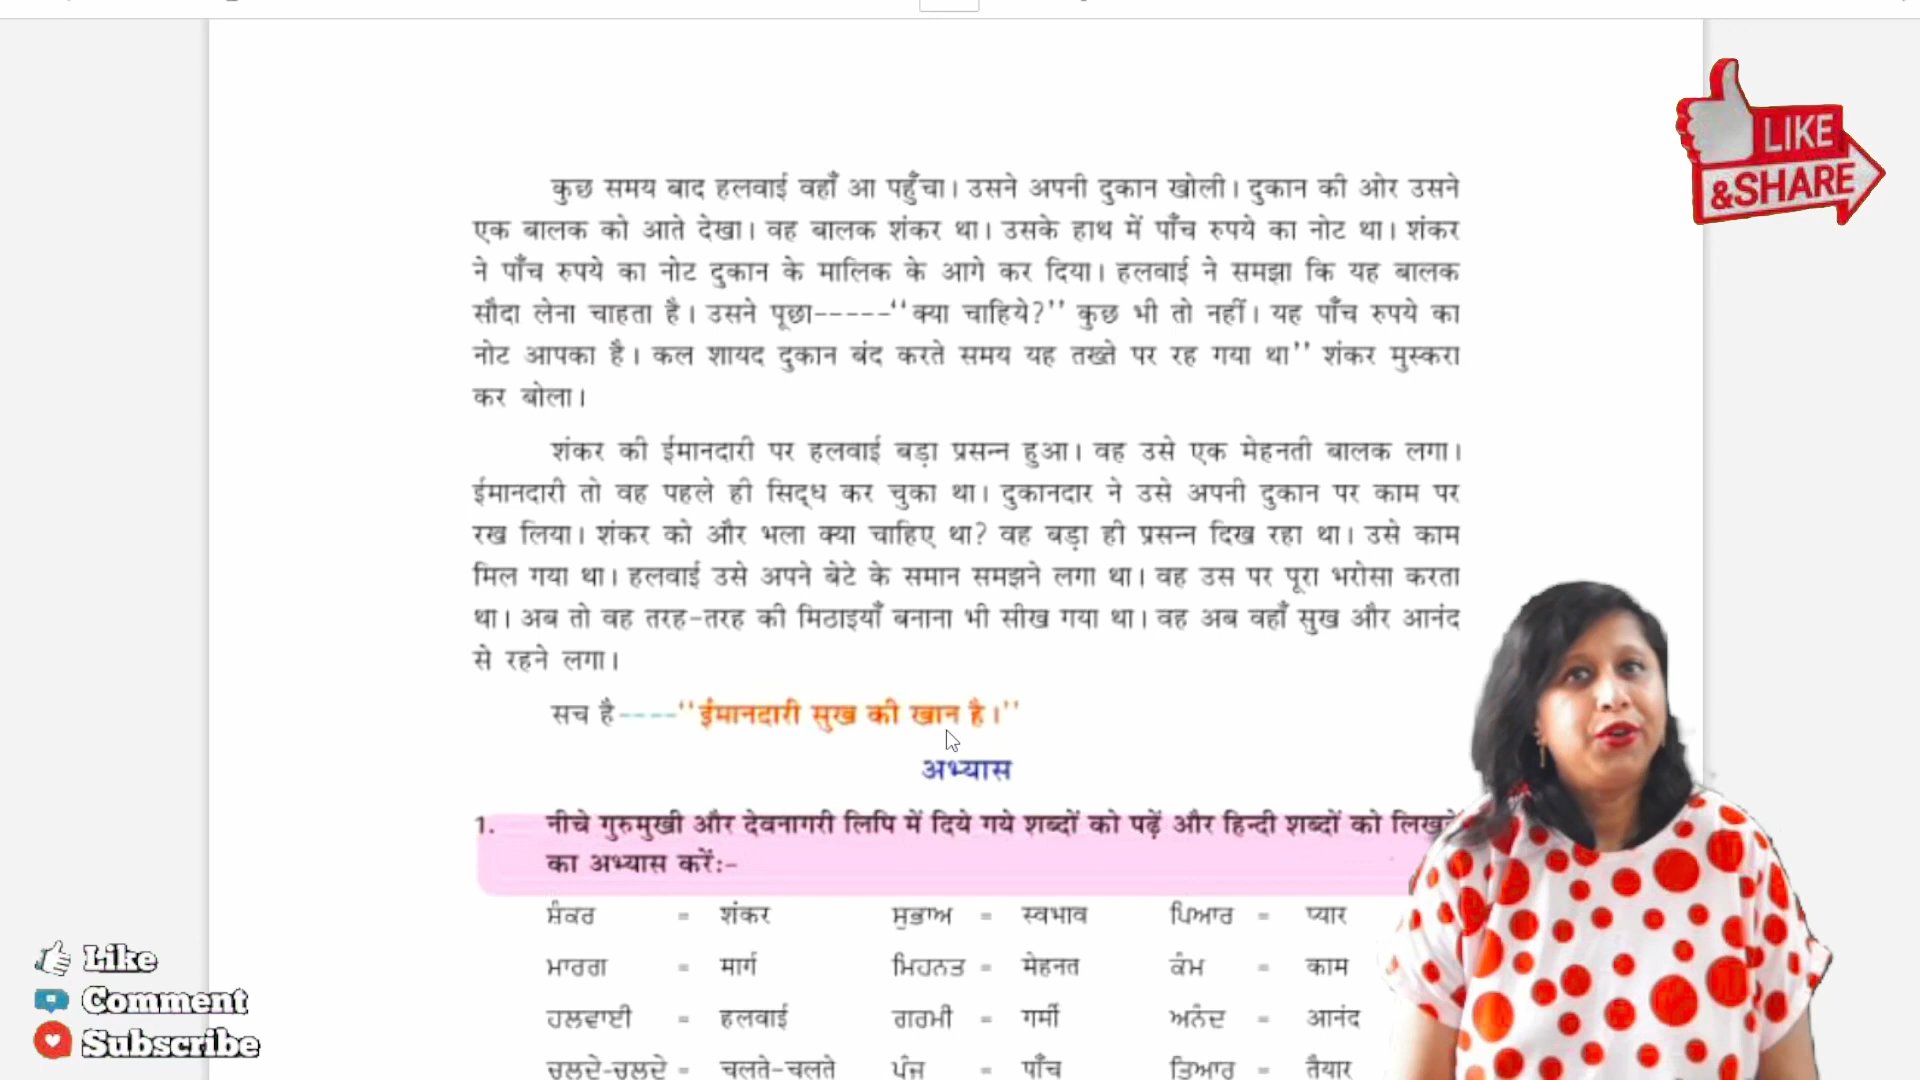 कुछ समय बाद हलवाई वहाँ आ पहुँचा। उसने अपनी दुकान खोली। दुकान की ओर उसने
एक बालक को आते देखा। वह बालक शंकर था। उसके हाथ में पाँच रुपये का नोट था। शंकर
ने पाँच रुपये का नोट दुकान के मालिक के आगे कर दिया। हलवाई ने समझा कि यह बालक
सौदा लेना चाहता है। उसने पूछा-----‘‘क्या चाहिये?’’ कुछ भी तो नहीं। यह पाँच रुपये का
नोट आपका है। कल शायद दुकान बंद करते समय यह तख्ते पर रह गया था’’ शंकर मुस्करा
कर बोला।
शंकर की ईमानदारी पर हलवाई बड़ा प्रसन्न हुआ। वह उसे एक मेहनती बालक लगा।
ईमानदारी तो वह पहले ही सिद्ध कर चुका था। दुकानदार ने उसे अपनी दुकान पर काम पर
रख लिया। शंकर को और भला क्या चाहिए था? वह बड़ा ही प्रसन्न दिख रहा था। उसे काम
मिल गया था। हलवाई उसे अपने बेटे के समान समझने लगा था। वह उस पर पूरा भरोसा करता
था। अब तो वह तरह-तरह की मिठाइयाँ बनाना भी सीख गया था। वह अब वहाँ सुख और आनंद
से रहने लगा।
सच है----‘‘ईमानदारी सुख की खान है।’’
अभ्यास
1. नीचे गुरुमुखी और देवनागरी लिपि में दिये गये शब्दों को पढ़ें और हिन्दी शब्दों को लिखने
का अभ्यास करें:-
ਸ਼ੰਕਰ = शंकर ਸੁਭਾਅ = स्वभाव ਪਿਆਰ = प्यार
ਮਾਰਗ = मार्ग ਮਿਹਨਤ = मेहनत ਕੰਮ = काम
ਹਲਵਾਈ = हलवाई ਗਰਮੀ = गर्मी ਅਨੰਦ = आनंद
ਚਲਦੇ-ਚਲਦੇ = चलते-चलते ਪੰਜ = पाँच ਤਿਆਰ = तैयार
LIKE
&SHARE
Like
Comment
Subscribe